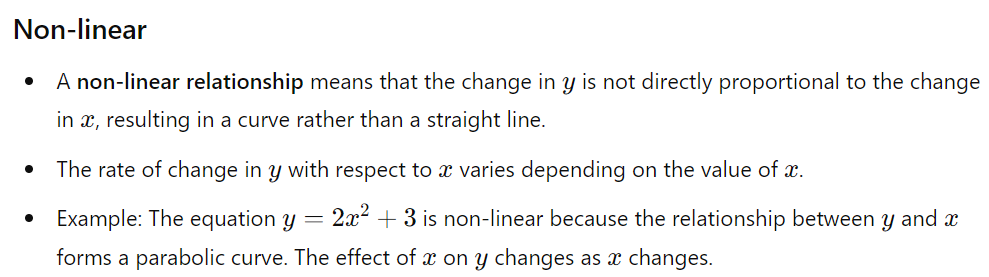 Non-linear
• A non-linear relationship means that the change in y is not directly proportional to the change
in x, resulting in a curve rather than a straight line.
• The rate of change in y with respect to x varies depending on the value of x.
• Example: The equation y = 2x² + 3 is non-linear because the relationship between y and x
forms a parabolic curve. The effect of x on y changes as x changes.